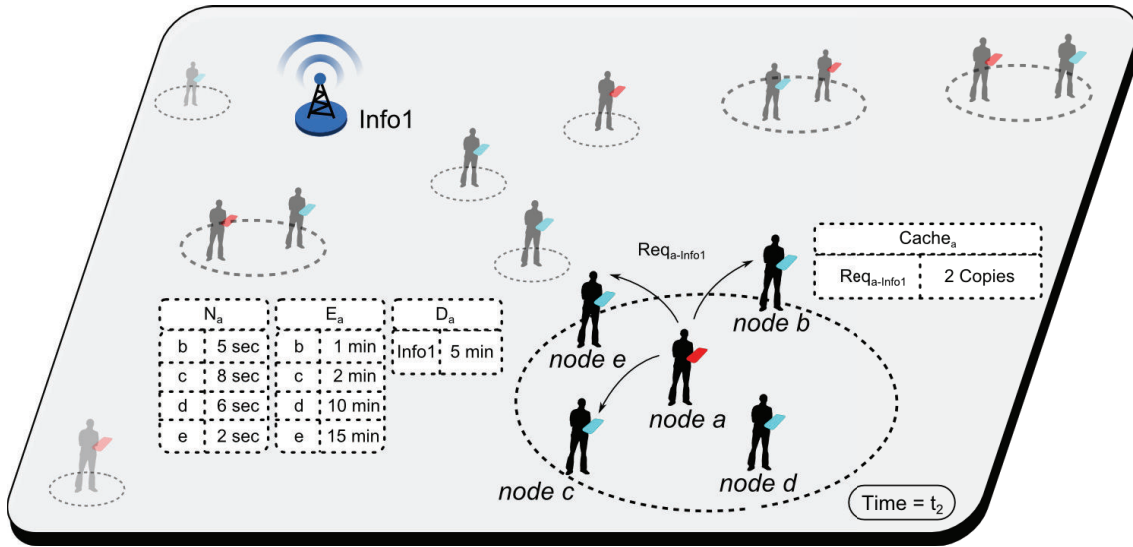 Info1
Req a-Info1
Cache a
Req a-Info1 2 Copies
node b
node e
node a
node c
node d
N a
b 5 sec
c 8 sec
d 6 sec
e 2 sec
E a
b 1 min
c 2 min
d 10 min
e 15 min
D a
Info1 5 min
Time = t2